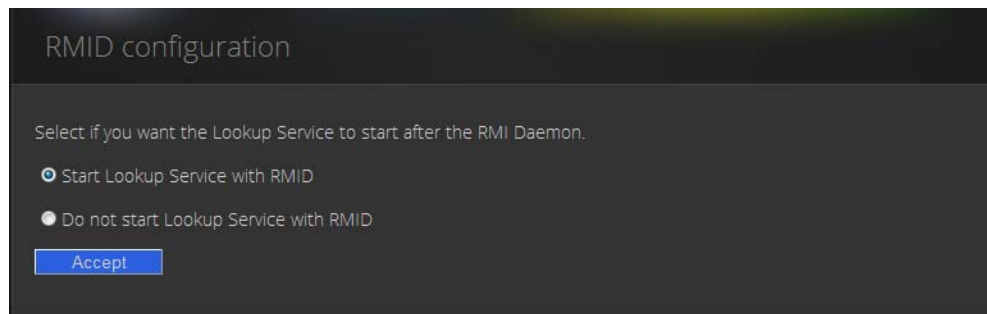 RMID configuration
Select if you want the Lookup Service to start after the RMI Daemon.
Start Lookup Service with RMID
Do not start Lookup Service with RMID
Accept